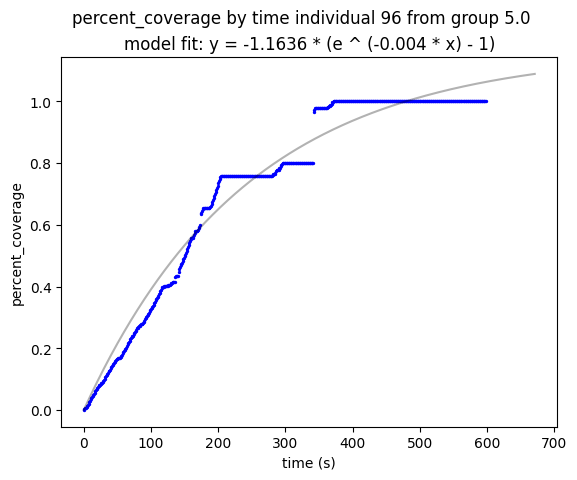 percent_coverage by time individual 96 from group 5.0
model fit: y = -1.1636 * (e ^ (-0.004 * x) - 1)
1.0
0.8
0.6
0.4
0.2
0.0
percent_coverage
0 100 200 300 400 500 600 700
time (s)